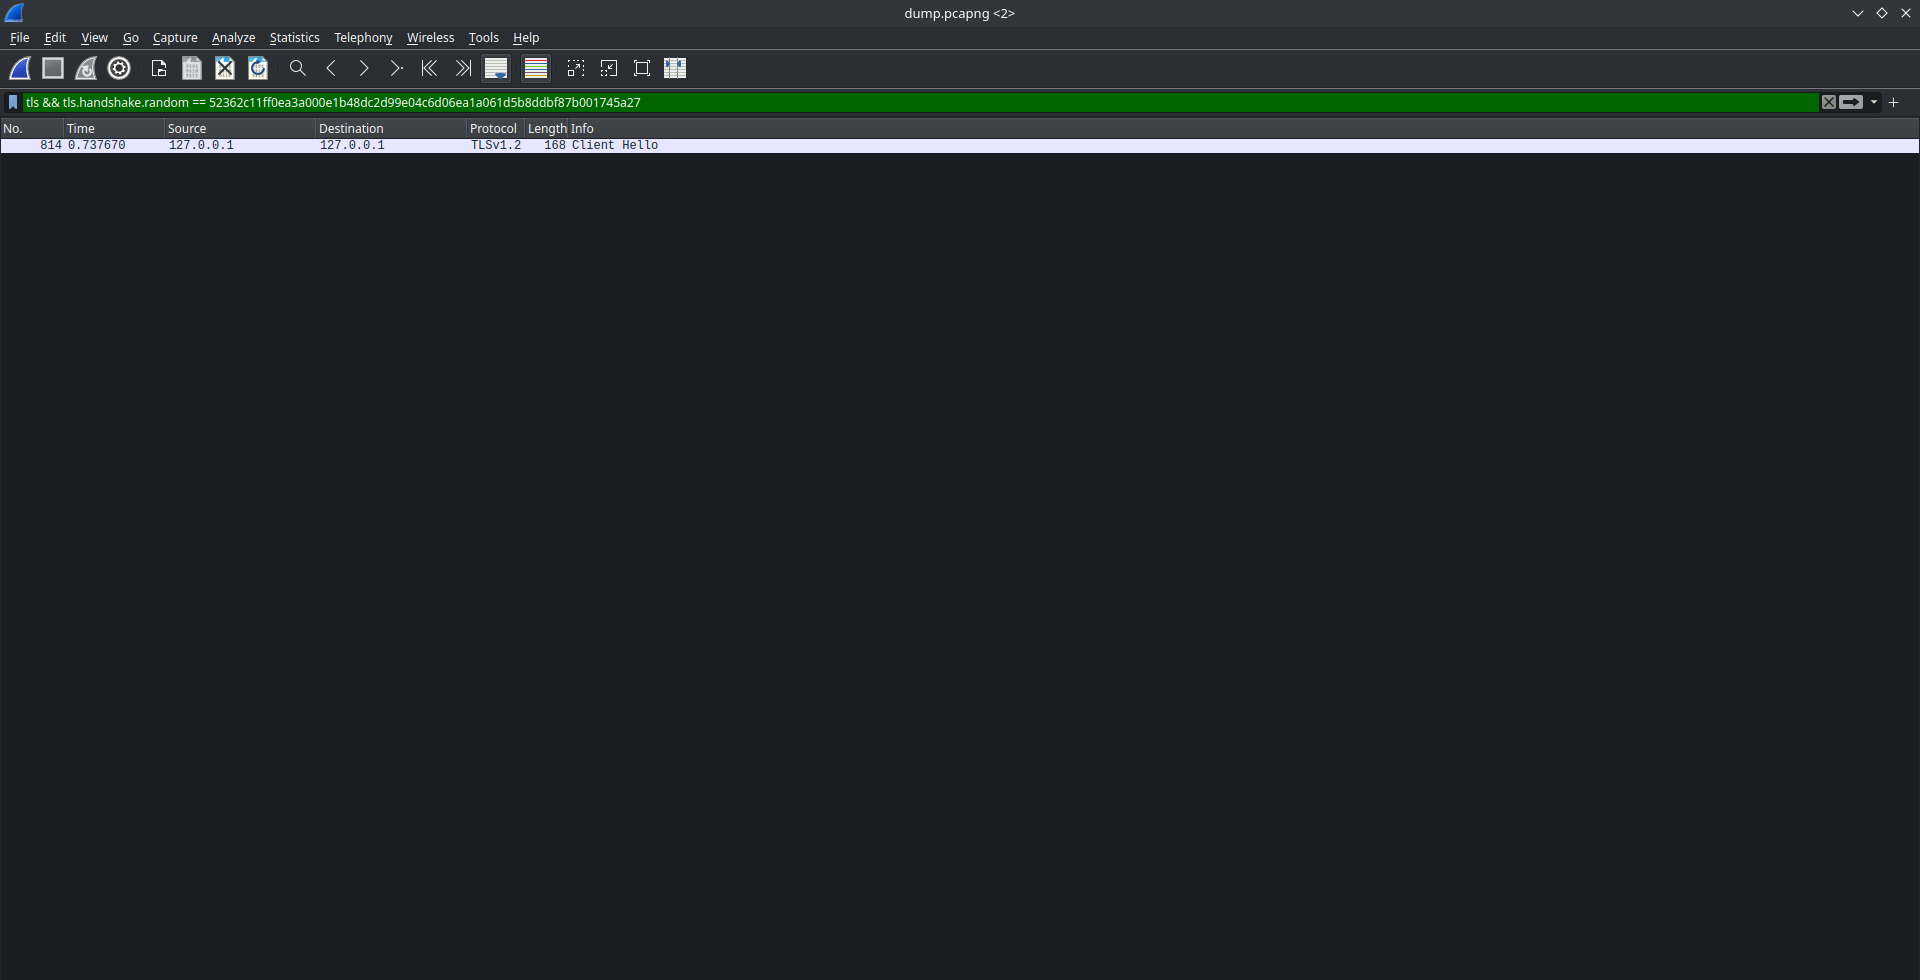 dump.pcapng <2>
File Edit View Go Capture Analyze Statistics Telephony Wireless Tools Help
tls && tls.handshake.random == 52362c11ff0ea3a000e1b48dc2d99e04c6d06ea1a061d5b8ddbf87b001745a27
No. Time Source Destination Protocol Length Info
814 0.737670 127.0.0.1 127.0.0.1 TLSv1.2 168 Client Hello